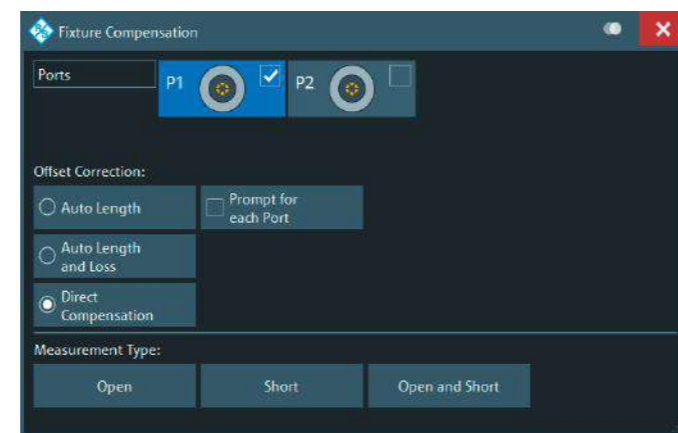 Fixture Compensation
Ports
P1
P2
Offset Correction:
Auto Length
Prompt for
each Port
Auto Length
and Loss
Direct
Compensation
Measurement Type:
Open
Short
Open and Short